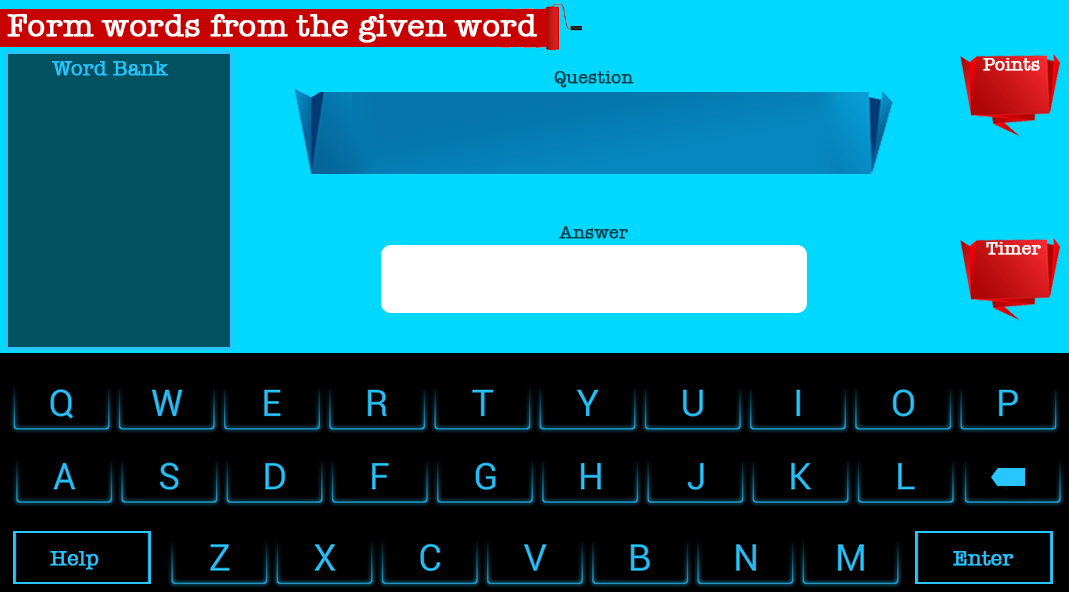 Form words from the given word -
Word Bank
Question
Points
Answer
Timer
Q W E R T Y U I O P
A S D F G H J K L
Help Z X C V B N M Enter